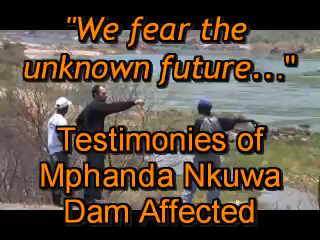 "We fear the
unknown future..."
Testimonies of
Mphanda Nkuwa
Dam Affected